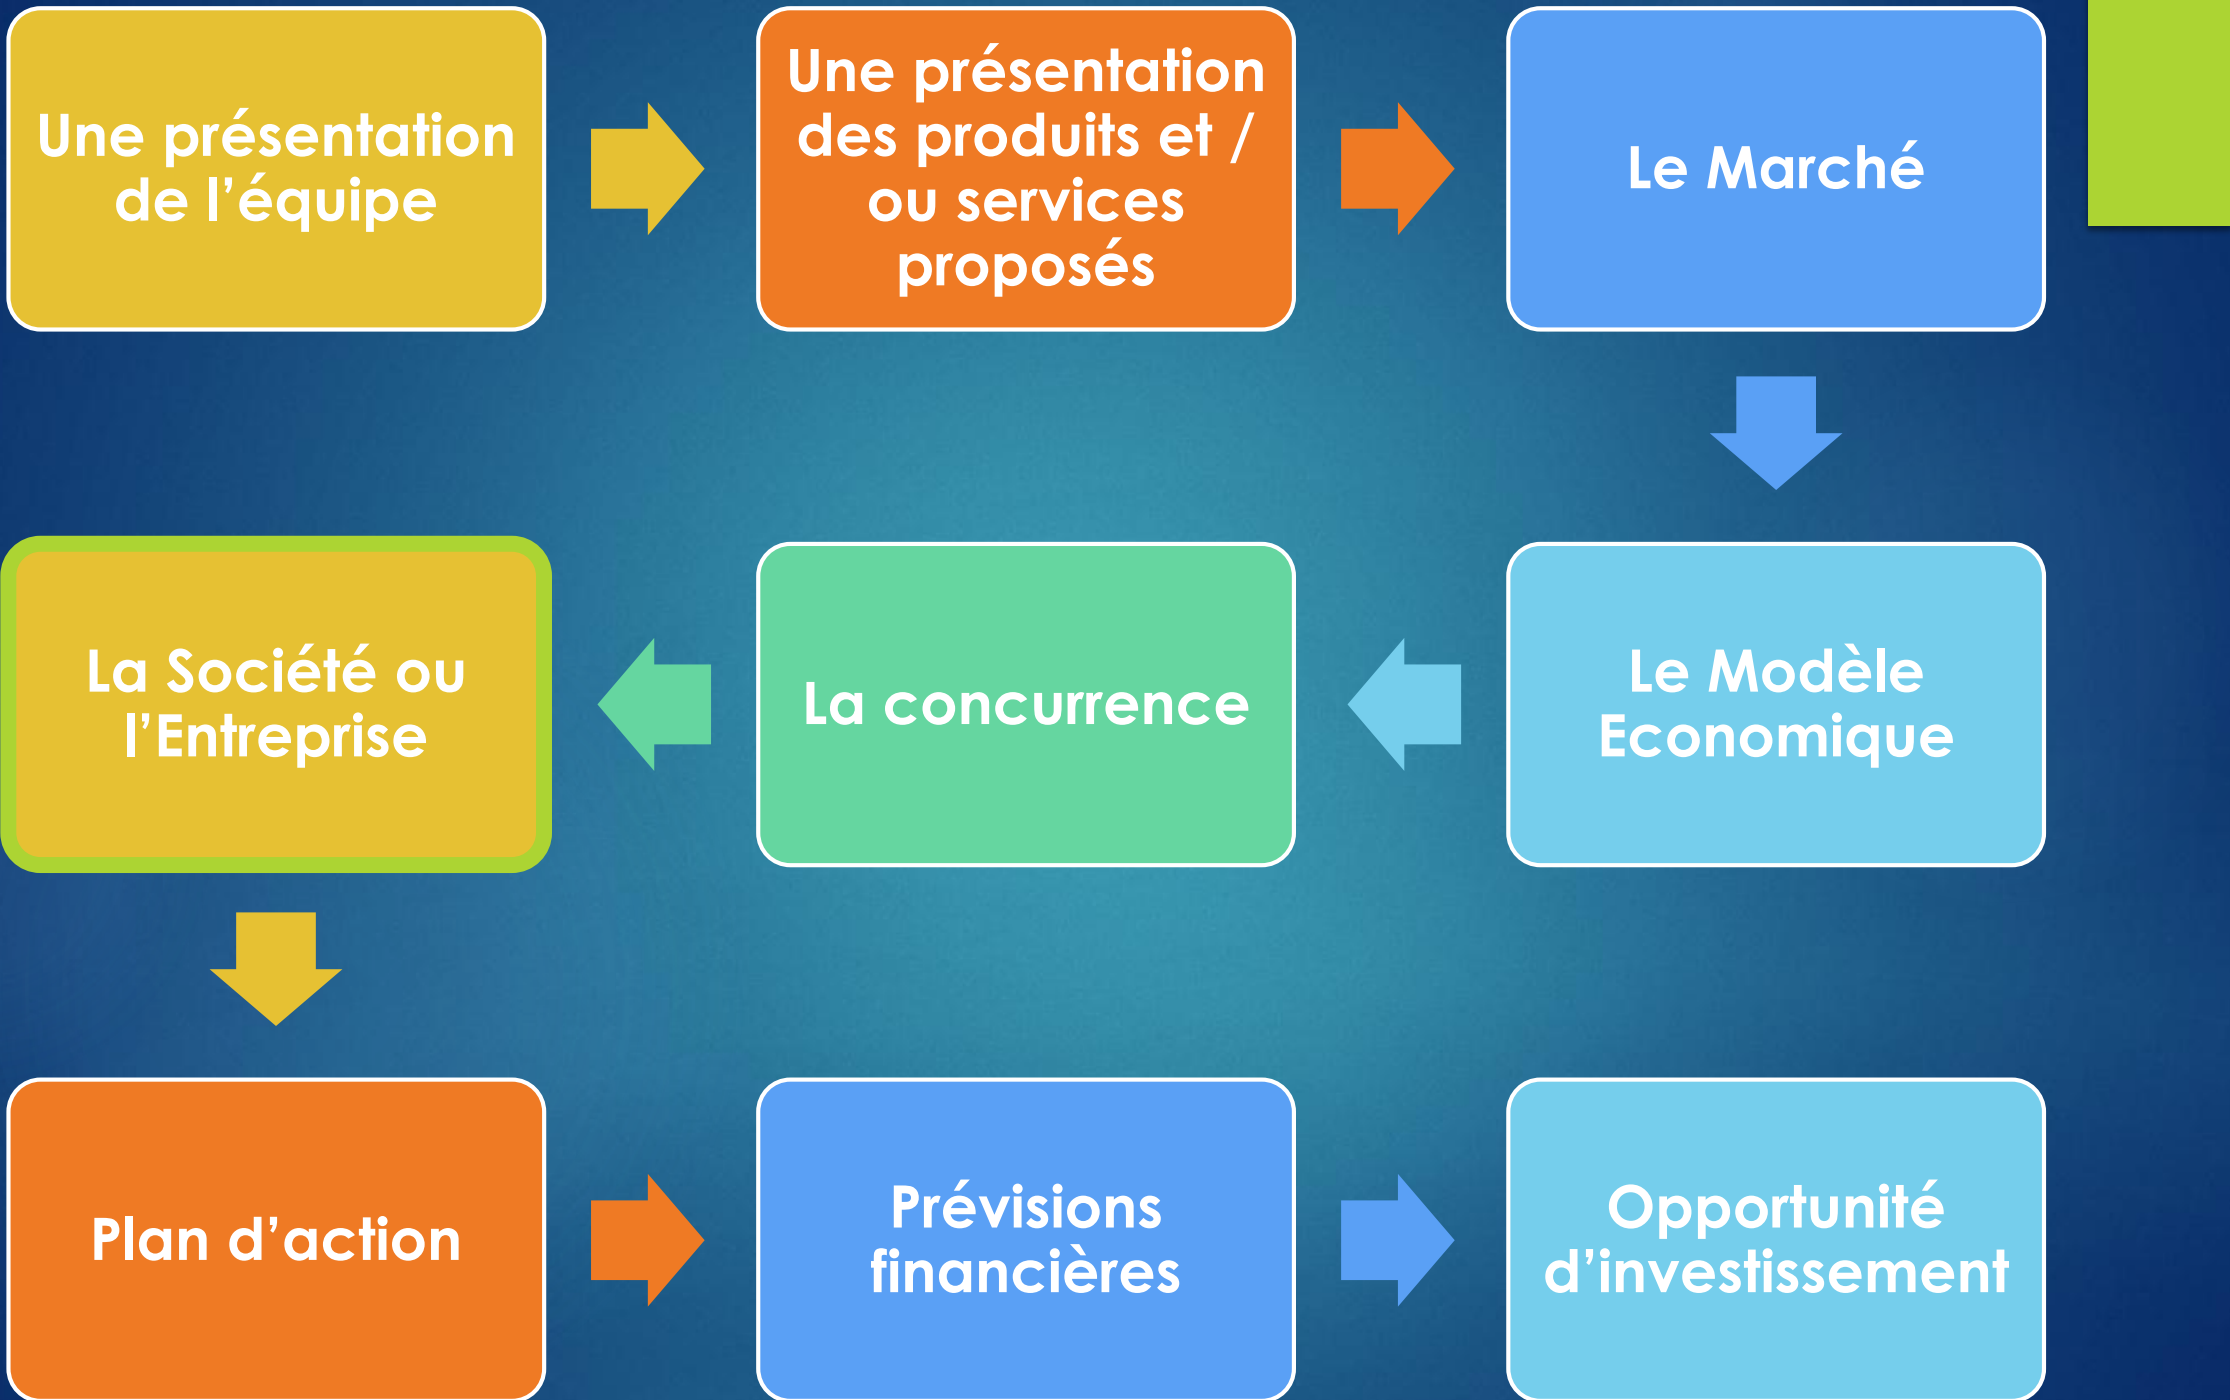 Une présentation
de l’équipe
Une présentation
des produits et /
ou services
proposés
Le Marché
Le Modèle
Economique
La concurrence
La Société ou
l’Entreprise
Plan d’action
Prévisions
financières
Opportunité
d’investissement